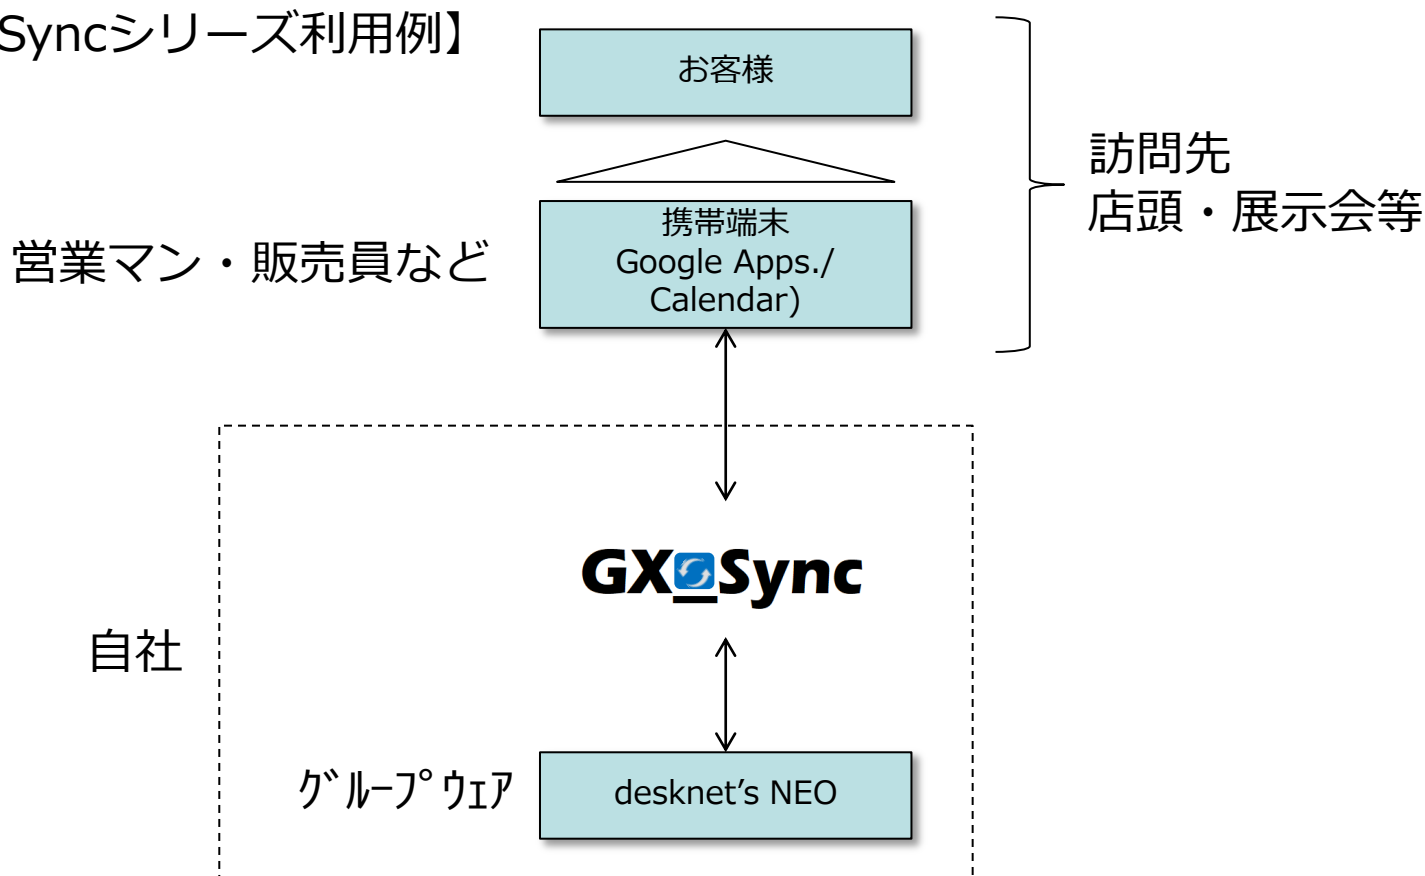 Syncシリーズ利用例】
お客様
訪問先
店頭・展示会等
営業マン・販売員など
携帯端末
Google Apps./
Calendar)
GX_Sync
自社
ｸﾞﾙｰﾌﾟｳｪｱ
desknet’s NEO